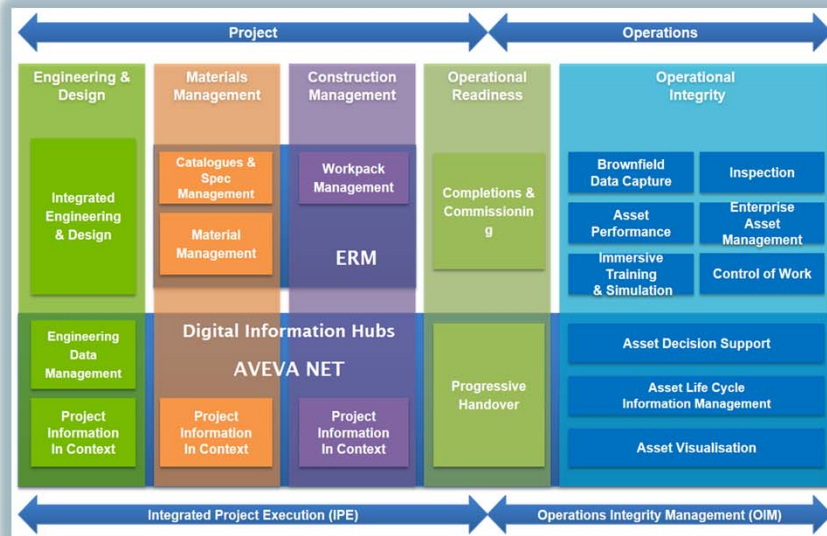 Project
Operations
Engineering &
Design
Materials
Management
Construction
Management
Operational
Readiness
Operational
Integrity
Integrated
Engineering
& Design
Catalogues &
Spec
Management
Material
Management
Workpack
Management
ERM
Completions &
Commissionin
g
Brownfield
Data Capture
Inspection
Asset
Performance
Enterprise
Asset
Management
Immersive
Training
& Simulation
Control of Work
Digital Information Hubs
AVEVA NET
Engineering
Data
Management
Project
Information
In Context
Project
Information
In Context
Project
Information
In Context
Progressive
Handover
Asset Decision Support
Asset Life Cycle
Information Management
Asset Visualisation
Integrated Project Execution (IPE)
Operations Integrity Management (OIM)